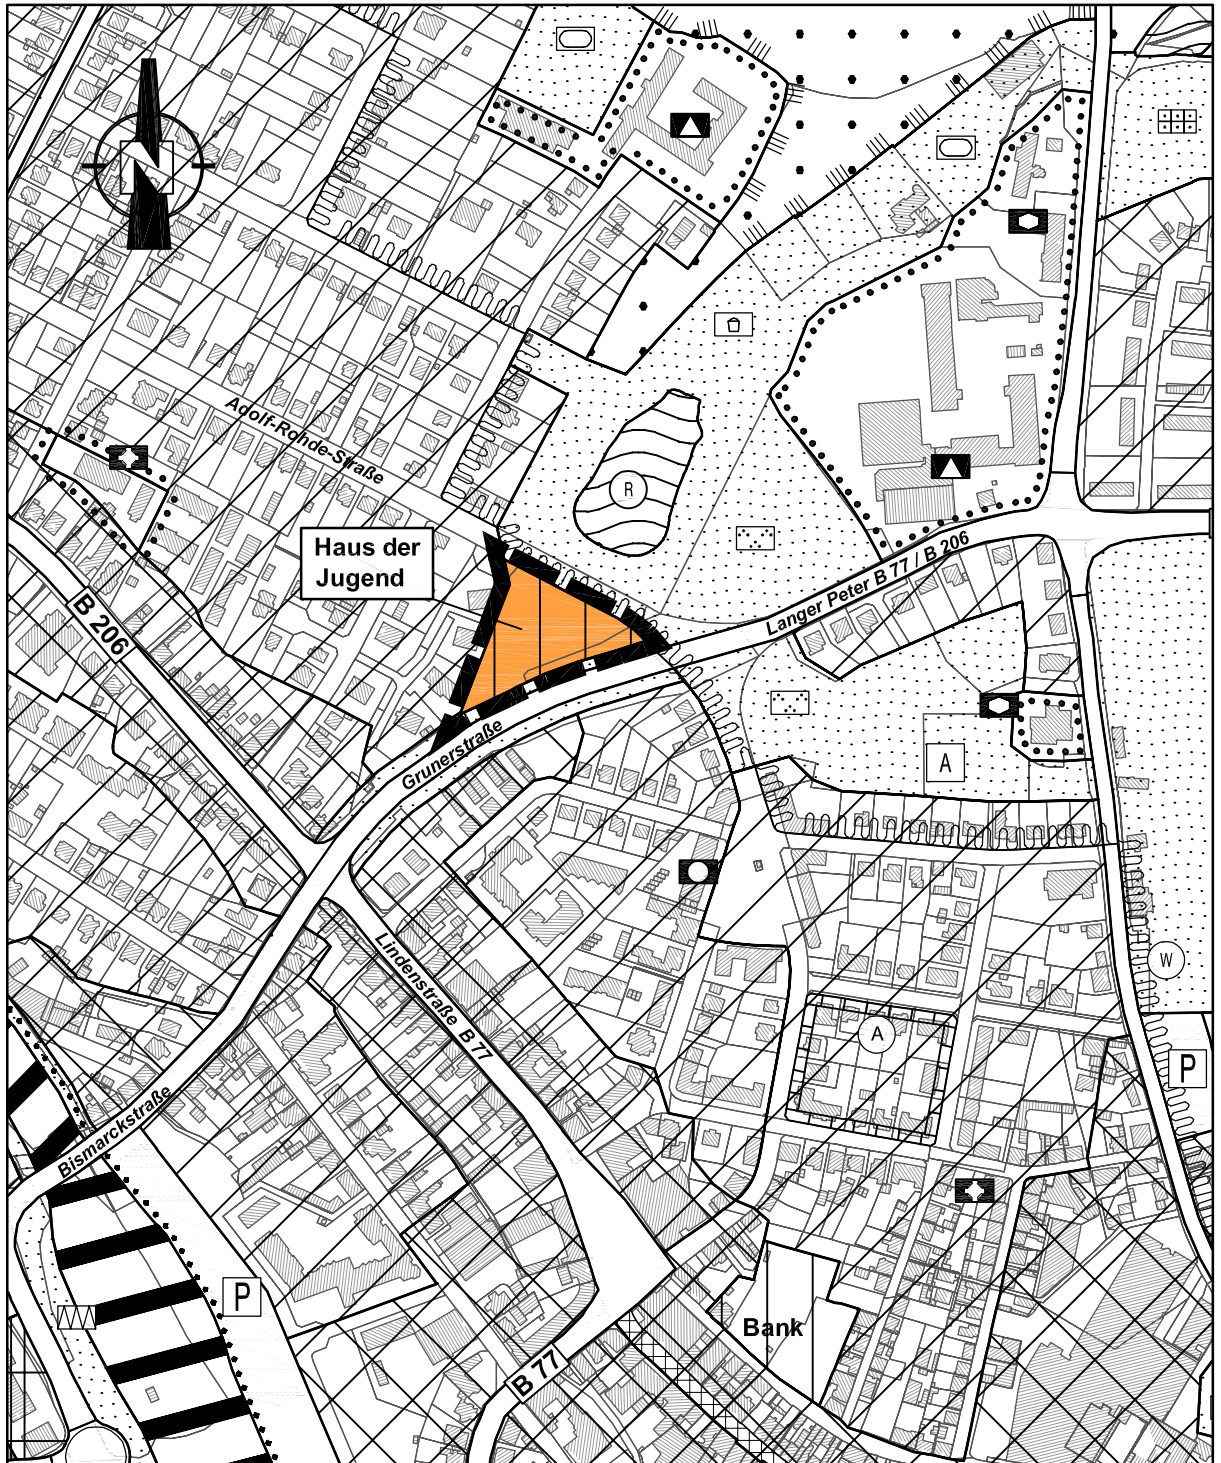 N
Adolf-Rohde-Straße
R
Haus der
Jugend
B 206
Langer Peter B 77 / B 206
Grunerstraße
A
Lindenstraße B 77
W
A
P
Bismarckstraße
P
Bank
B 77